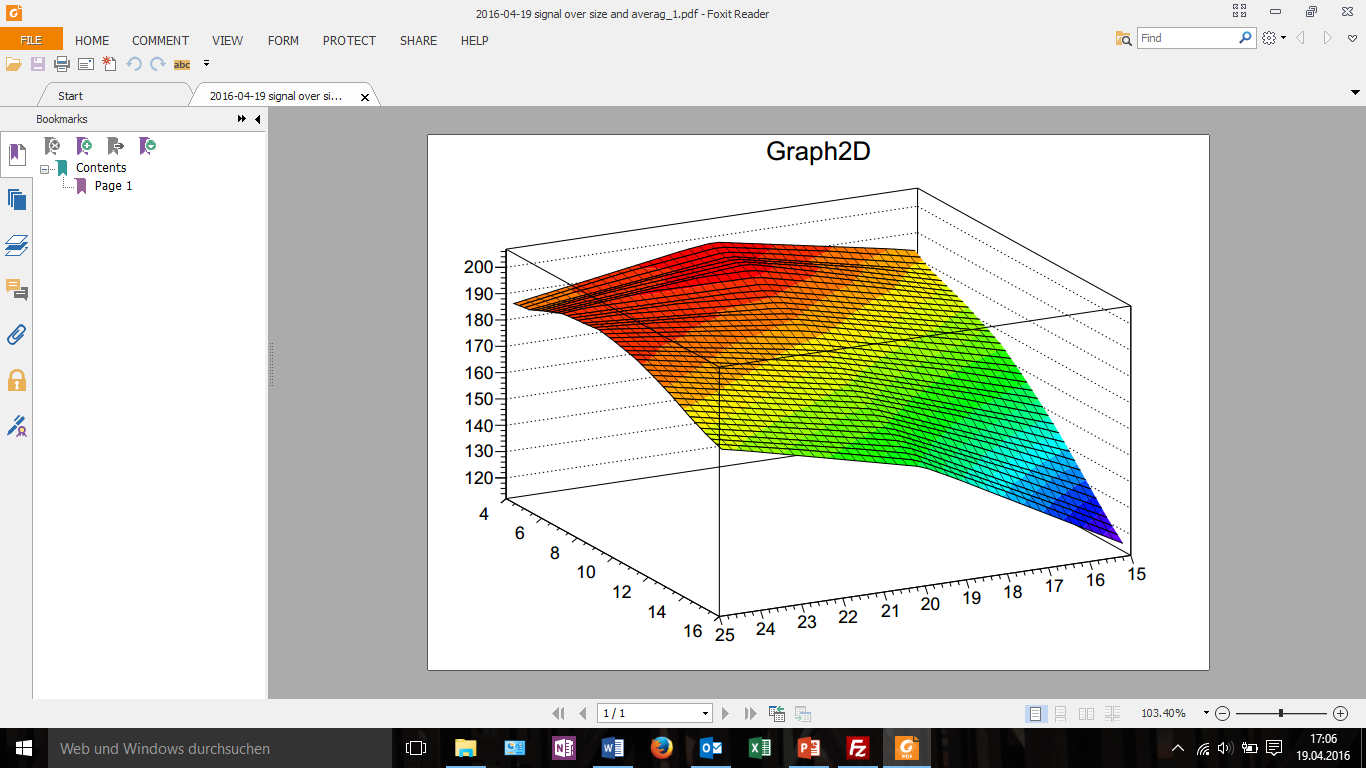 2016-04-19 signal over size and averag_1.pdf - Foxit Reader
FILE HOME COMMENT VIEW FORM PROTECT SHARE HELP
Find
abc
Start
2016-04-19 signal over si...
Bookmarks
Contents
Page 1
Graph2D
200
190
180
170
160
150
140
130
120
4
6
8
10
12
14
16
25 24 23 22 21 20 19 18 17 16 15
1 / 1
103.40%
Web und Windows durchsuchen
17:06
19.04.2016